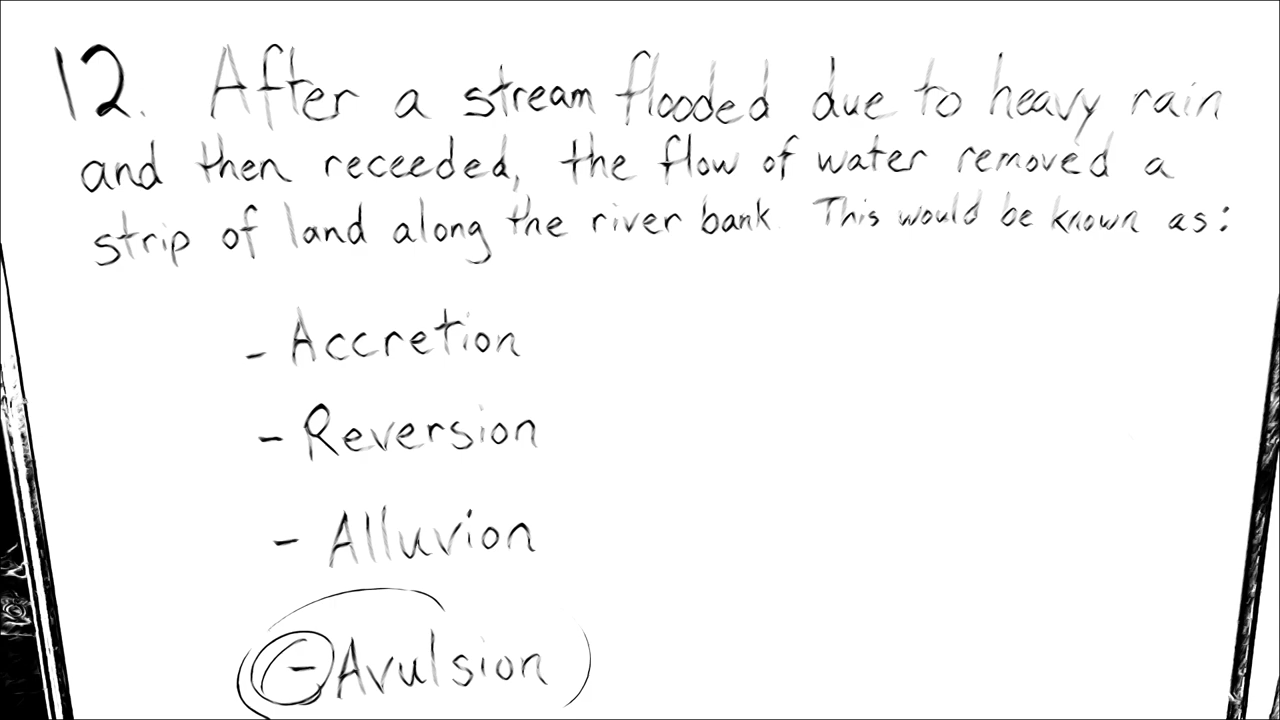 12. After a stream flooded due to heavy rain
and then receeded, the flow of water removed a
strip of land along the river bank. This would be known as:
- Accretion
- Reversion
- Alluvion
- Avulsion